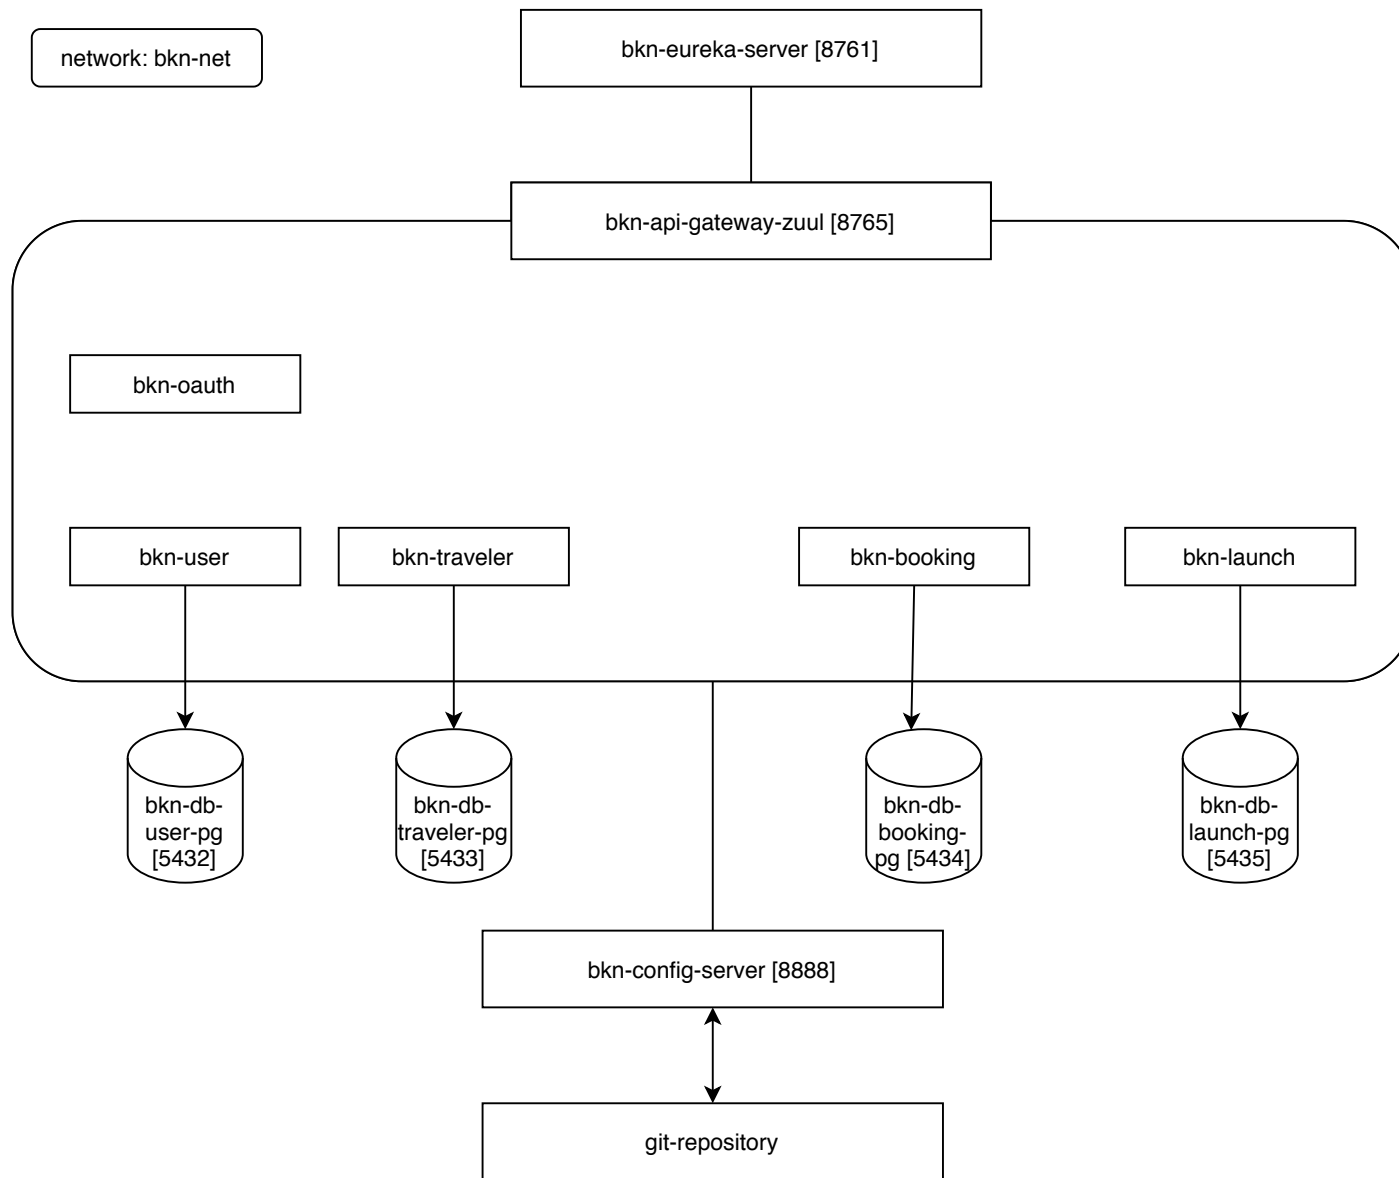 network: bkn-net
bkn-eureka-server [8761]
bkn-api-gateway-zuul [8765]
bkn-oauth
bkn-user
bkn-traveler
bkn-booking
bkn-launch
bkn-db-
user-pg
[5432]
bkn-db-
traveler-pg
[5433]
bkn-db-
booking-
pg [5434]
bkn-db-
launch-pg
[5435]
bkn-config-server [8888]
git-repository